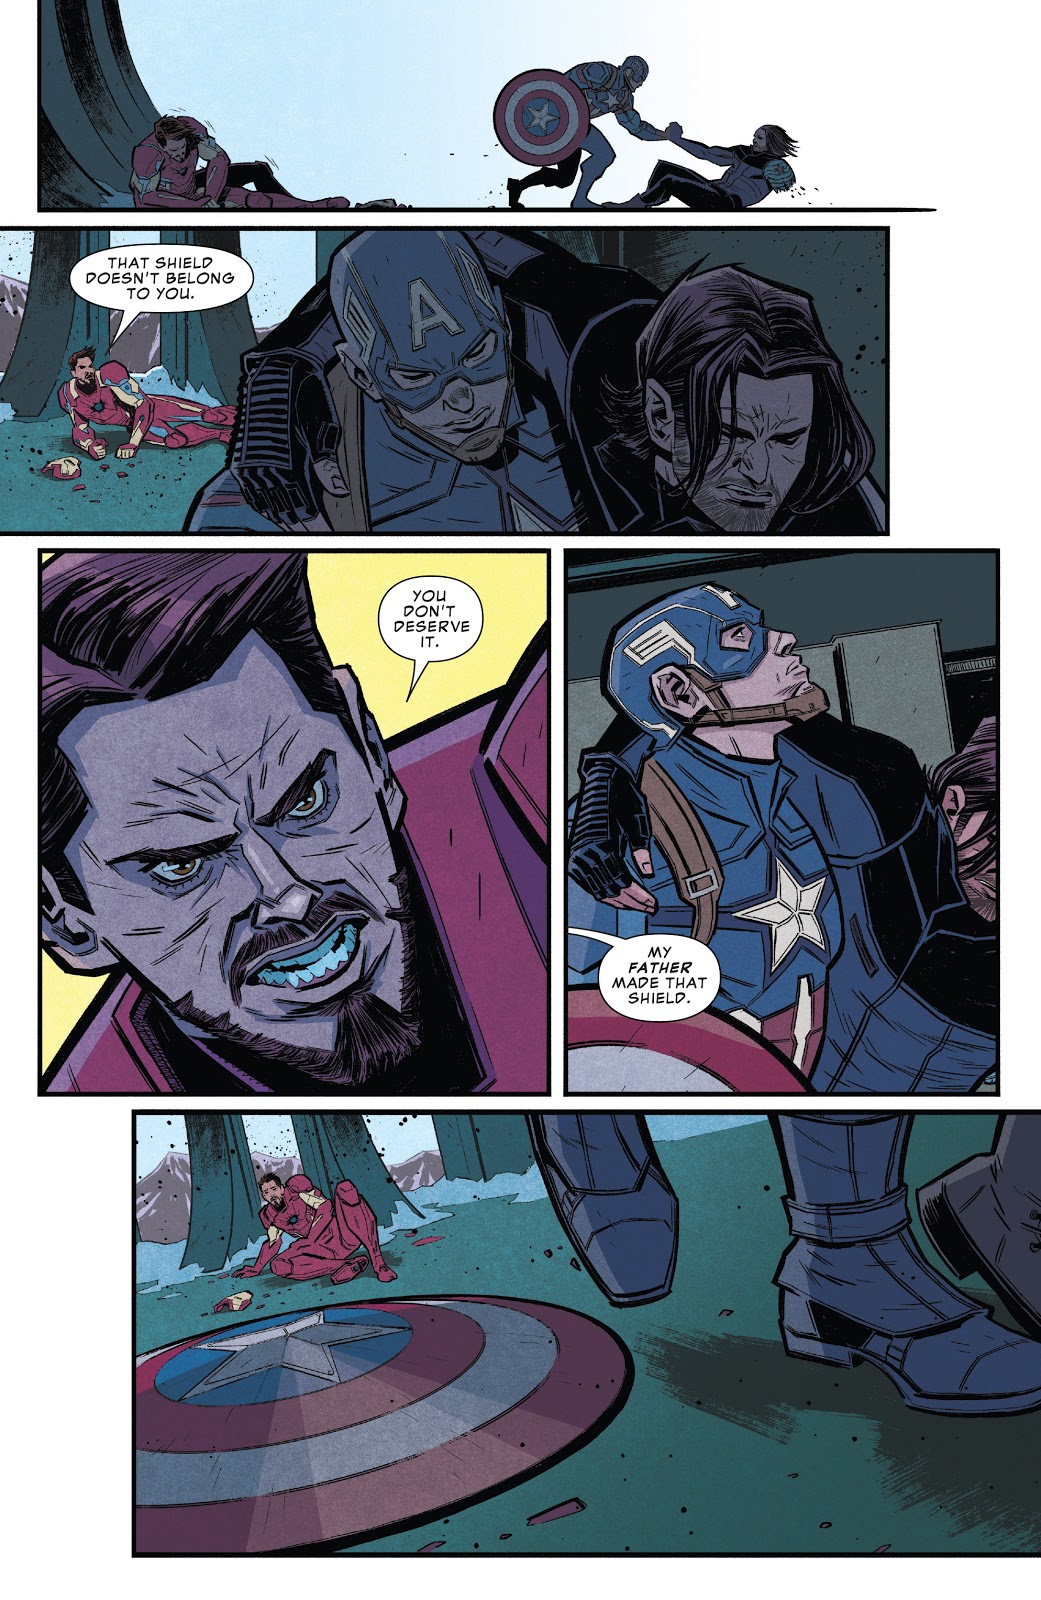 THAT SHIELD
DOESN'T BELONG
TO YOU.
A
YOU
DON'T
DESERVE
IT.
MY
FATHER
MADE THAT
SHIELD.